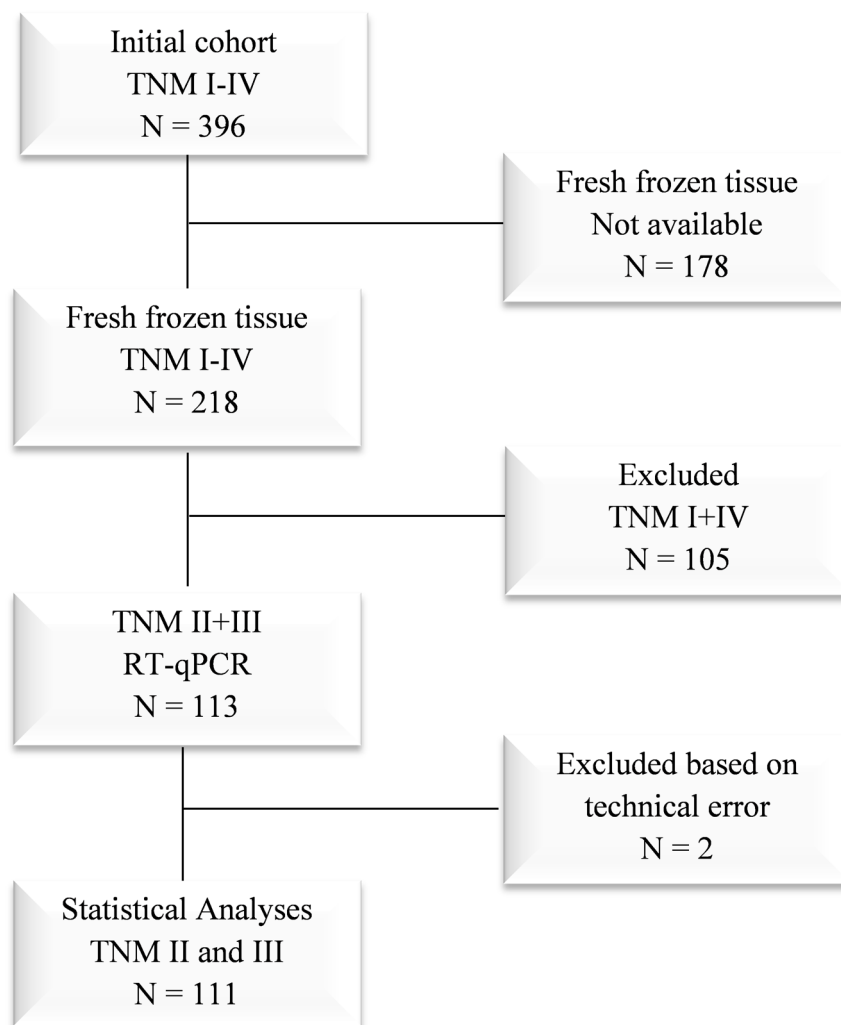 Initial cohort
TNM I-IV
N = 396
Fresh frozen tissue
Not available
N = 178
Fresh frozen tissue
TNM I-IV
N = 218
Excluded
TNM I+IV
N = 105
TNM II+III
RT-qPCR
N = 113
Excluded based on
technical error
N = 2
Statistical Analyses
TNM II and III
N = 111